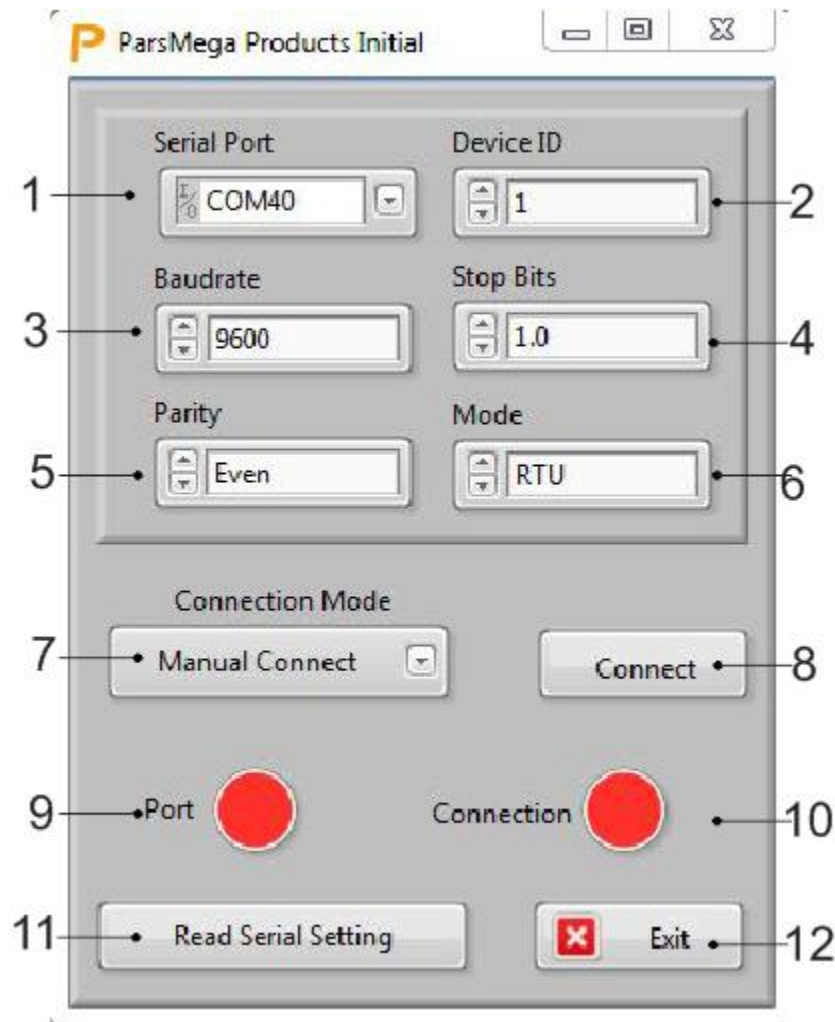 ParsMega Products Initial
Serial Port Device ID
1 I/O COM40 1 2
Baudrate Stop Bits
3 9600 1.0 4
Parity Mode
5 Even RTU 6
Connection Mode
7 Manual Connect Connect 8
9 Port Connection 10
11 Read Serial Setting Exit 12